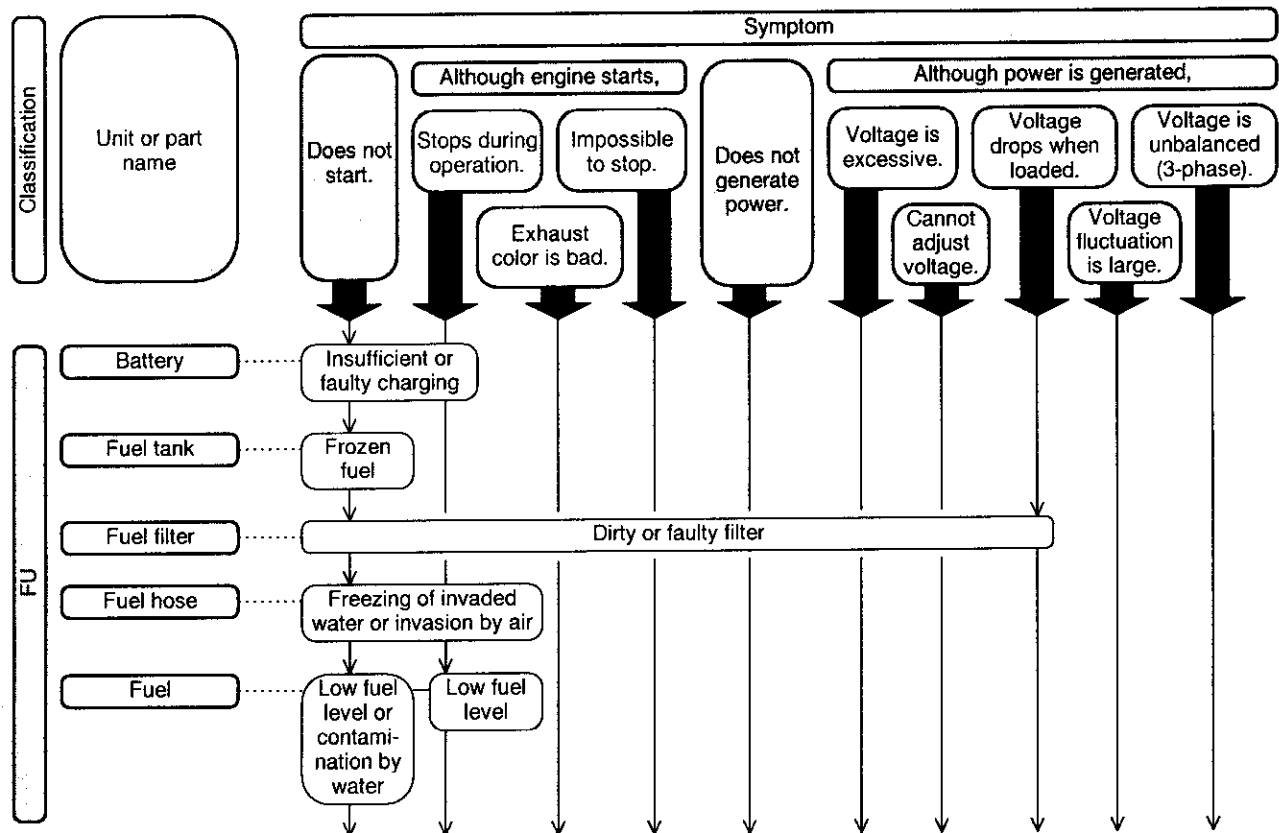 Symptom
Classification
Unit or part
name
Does not
start.
Although engine starts,
Stops during
operation.
Impossible
to stop.
Exhaust
color is bad.
Does not
generate
power.
Although power is generated,
Voltage is
excessive.
Voltage
drops when
loaded.
Voltage is
unbalanced
(3-phase).
Cannot
adjust
voltage.
Voltage
fluctuation
is large.
FU
Battery
Insufficient or
faulty charging
Fuel tank
Frozen
fuel
Fuel filter
Dirty or faulty filter
Fuel hose
Freezing of invaded
water or invasion by air
Fuel
Low fuel
level or
contami-
nation by
water
Low fuel
level